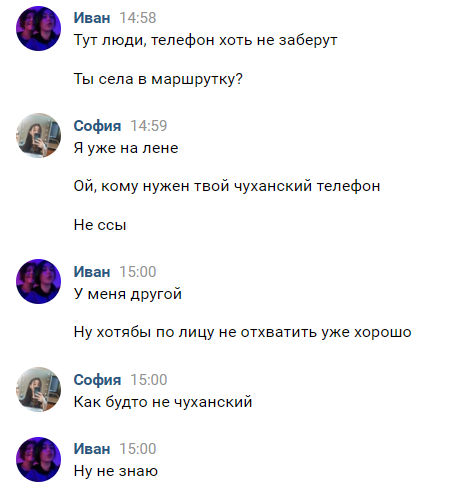 Иван 14:58
Тут люди, телефон хоть не заберут
Ты села в маршрутку?
София 14:59
Я уже на лене
Ой, кому нужен твой чуханский телефон
Не ссы
Иван 15:00
У меня другой
Ну хотябы по лицу не отхватить уже хорошо
София 15:00
Как будто не чуханский
Иван 15:00
Ну не знаю